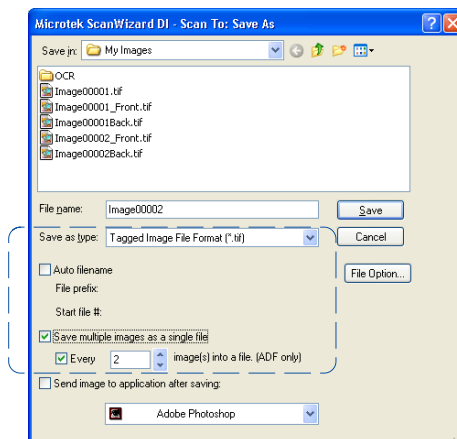 Microtek ScanWizard DI - Scan To: Save As
Save in: My Images
OCR
Image00001.tif
Image00001_Front.tif
Image00001Back.tif
Image00002_Front.tif
Image00002Back.tif
File name: Image00002 Save
Save as type: Tagged Image File Format (*.tif) Cancel
Auto filename File Option...
File prefix:
Start file #:
Save multiple images as a single file
Every 2 image(s) into a file. (ADF only)
Send image to application after saving:
Adobe Photoshop